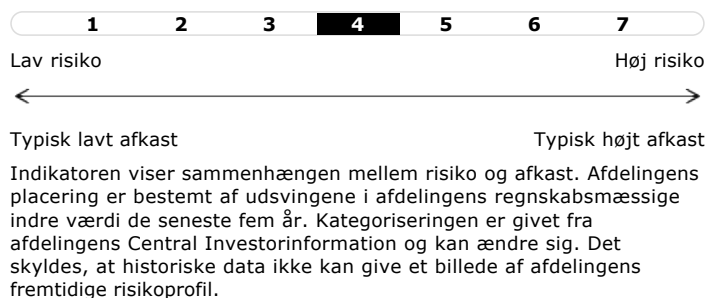 1 2 3 4 5 6 7
Lav risiko Høj risiko
Typisk lavt afkast Typisk højt afkast
Indikatoren viser sammenhængen mellem risiko og afkast. Afdelingens
placering er bestemt af udsvingene i afdelingens regnskabsmæssige
indre værdi de seneste fem år. Kategoriseringen er givet fra
afdelingens Central Investorinformation og kan ændre sig. Det
skyldes, at historiske data ikke kan give et billede af afdelingens
fremtidige risikoprofil.